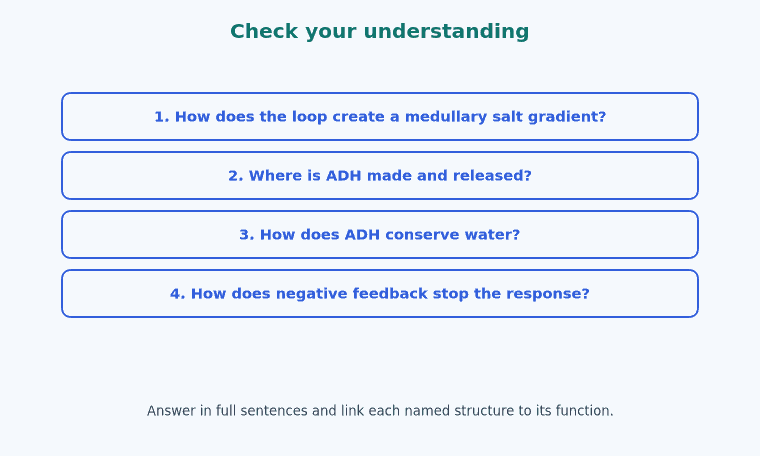 Check your understanding
1. How does the loop create a medullary salt gradient?
2. Where is ADH made and released?
3. How does ADH conserve water?
4. How does negative feedback stop the response?
Answer in full sentences and link each named structure to its function.